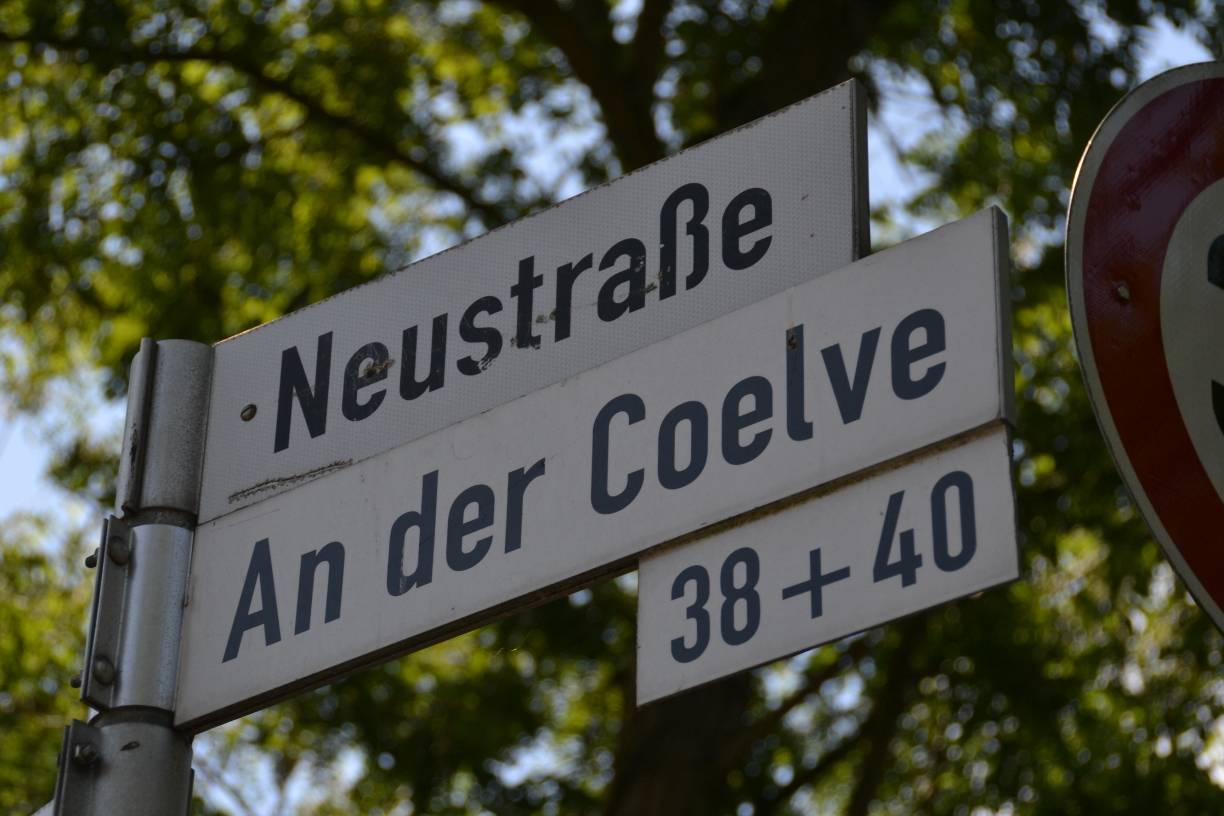 Neustraße
An der Coelve
38 + 40